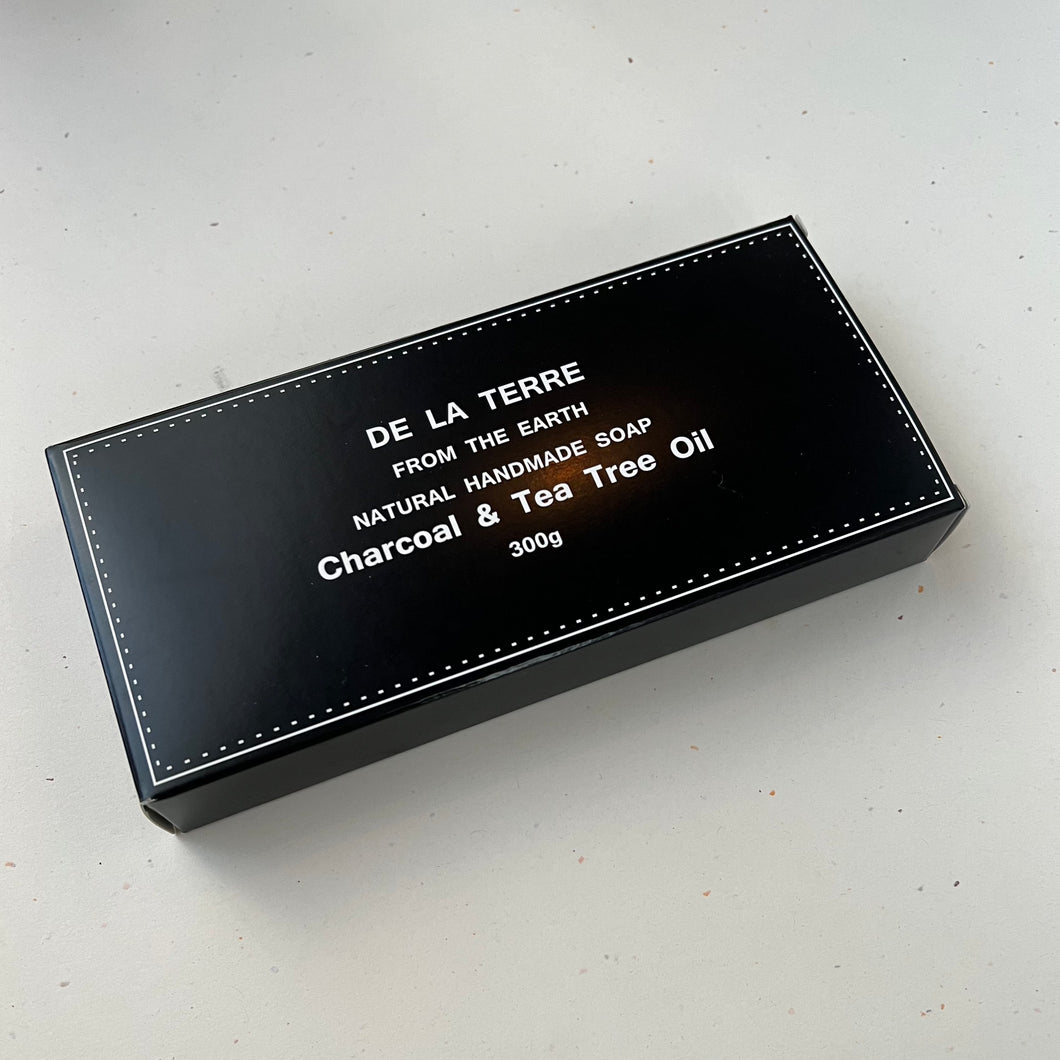 DE LA TERRE
FROM THE EARTH
NATURAL HANDMADE SOAP
Charcoal & Tea Tree Oil
300g